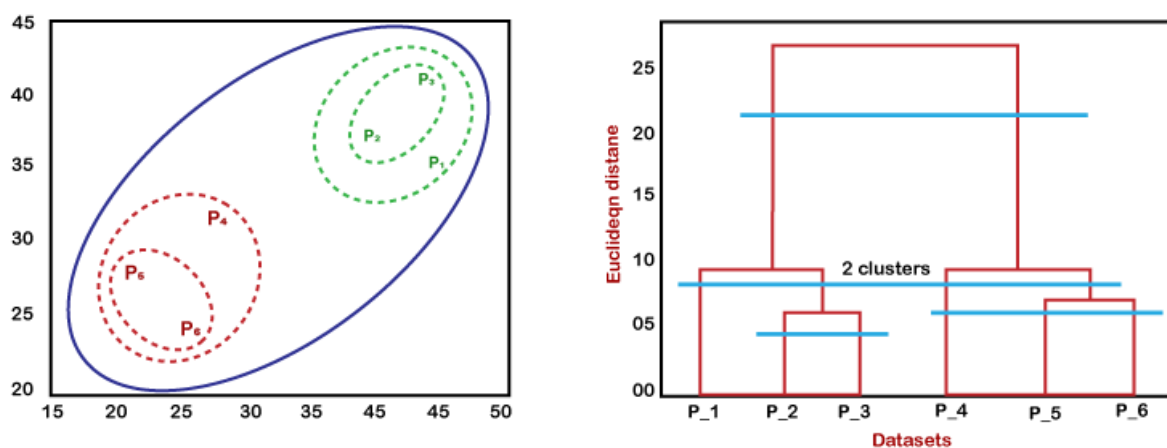 45
40
35
30
25
20
15 20 25 30 35 45 45 50
P₃
P₂
P₁
P₄
P₅
P₆
Euclideqn distane
25
20
15
10
05
00
2 clusters
P_1 P_2 P_3 P_4 P_5 P_6
Datasets